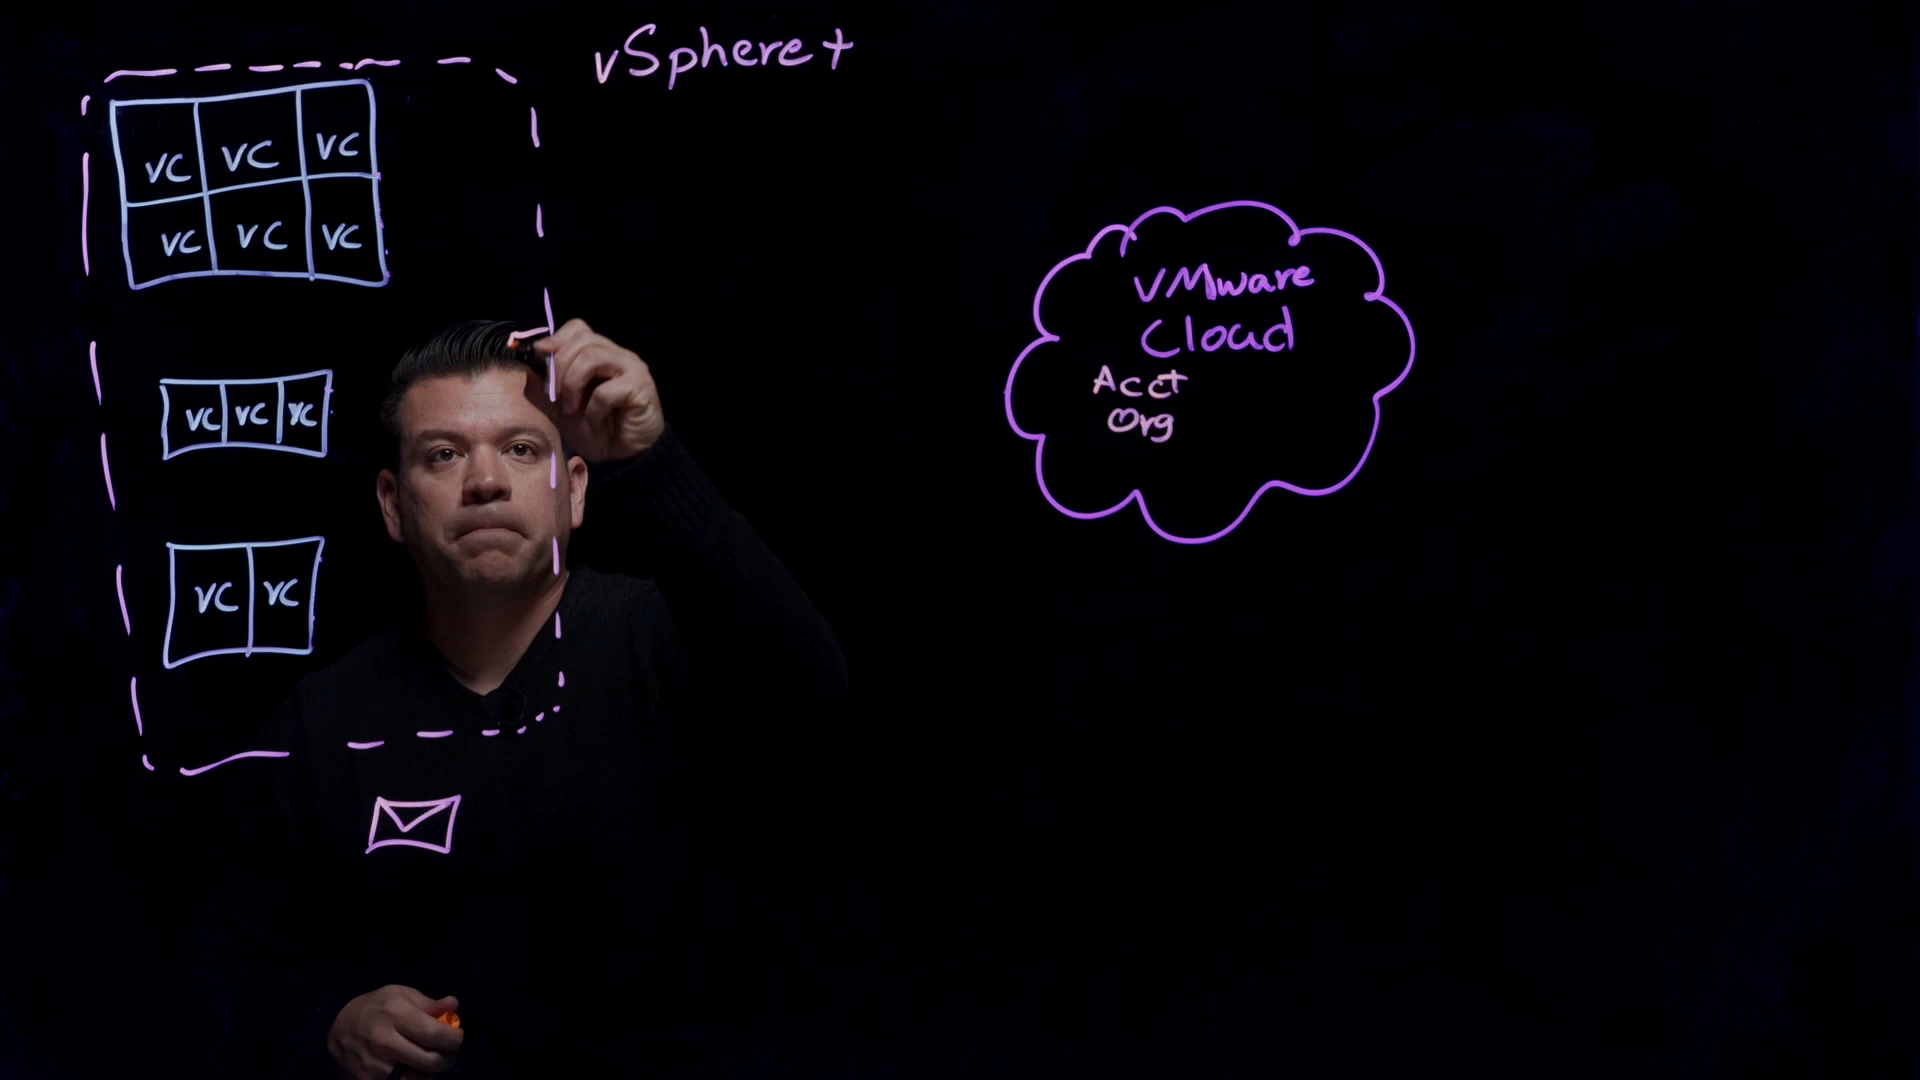 vSphere+
VC VC VC
VC VC VC
VC VC VC
VC VC
VMware
Cloud
Acct
Org